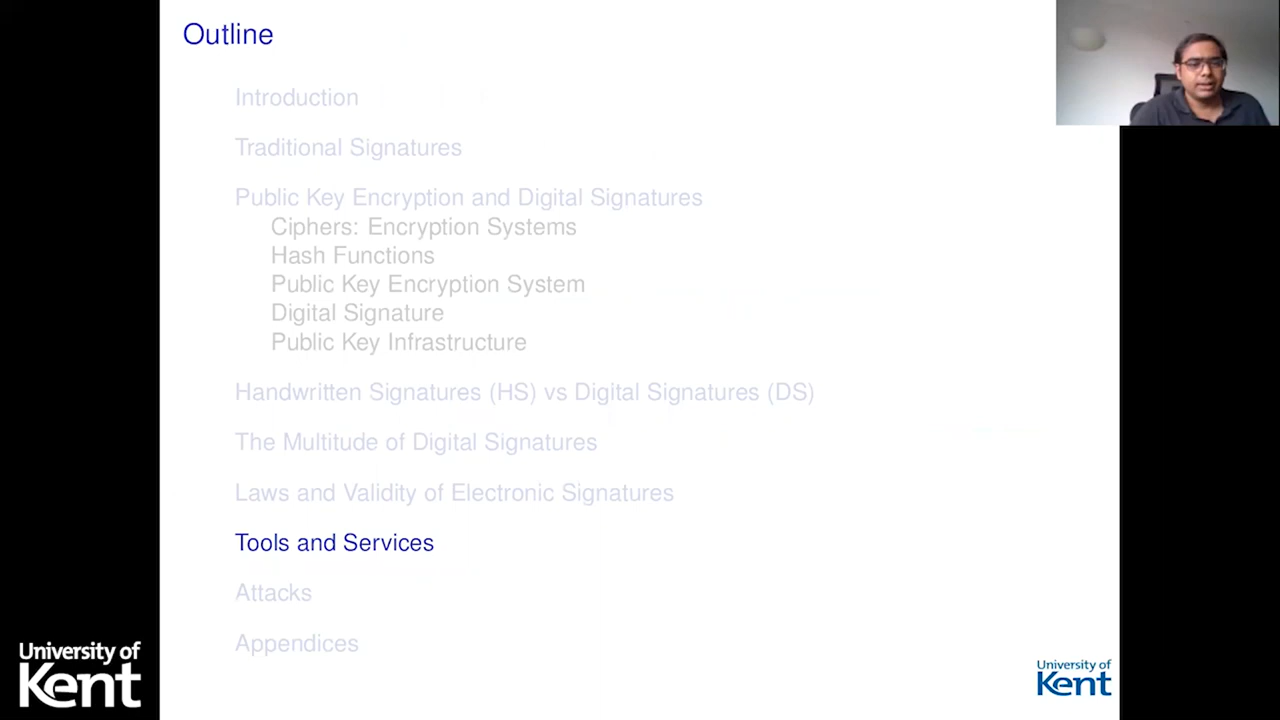 Outline
Introduction
Traditional Signatures
Public Key Encryption and Digital Signatures
Ciphers: Encryption Systems
Hash Functions
Public Key Encryption System
Digital Signature
Public Key Infrastructure
Handwritten Signatures (HS) vs Digital Signatures (DS)
The Multitude of Digital Signatures
Laws and Validity of Electronic Signatures
Tools and Services
Attacks
Appendices
University of
Kent
University of
Kent